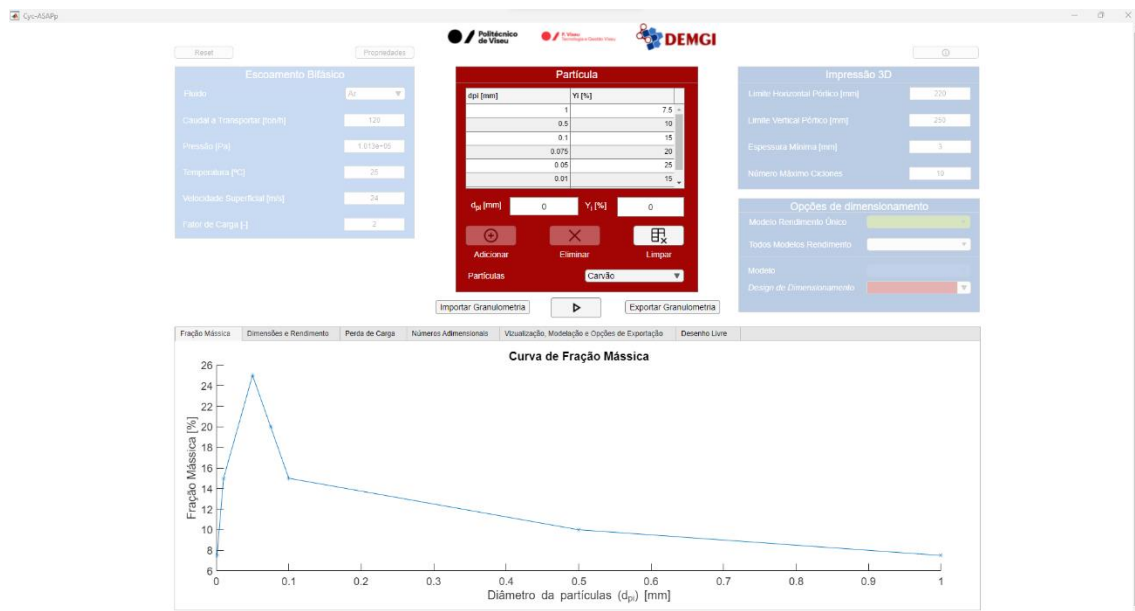 Cyc-ASAPp
Politécnico
de Viseu
P. Viseu
DEMGI
Reset
Propriedades
Escoamento Bifásico
Fluido
Ar
Caudal a Transportar [ton/h]
120
Pressão [Pa]
1.013e+05
Temperatura [ºC]
25
Velocidade Superficial [m/s]
24
Fator de Carga [-]
2
Partícula
dpi [mm]
Yi [%]
1
7.5
0.5
10
0.1
15
0.075
20
0.05
25
0.01
15
dpi [mm]
0
Yi [%]
0
Adicionar
Eliminar
Limpar
Partículas
Carvão
Impressão 3D
Limite Horizontal Pórtico [mm]
220
Limite Vertical Pórtico [mm]
250
Espessura Mínima [mm]
Número Máximo Ciclones
10
Opções de dimensionamento
Modelo Rendimento Único
Todos Modelos Rendimento
Modelo
Design de Dimensionamento
Importar Granulometria
Exportar Granulometria
Fração Mássica
Dimensões e Rendimento
Perda de Carga
Números Adimensionais
Vizualização, Modelação e Opções de Exportação
Desenho Livre
Curva de Fração Mássica
Fração Mássica [%]
26
24
22
20
18
16
14
12
10
8
6
0
0.1
0.2
0.3
0.4
0.5
0.6
0.7
0.8
0.9
1
Diâmetro da partículas (dpi) [mm]